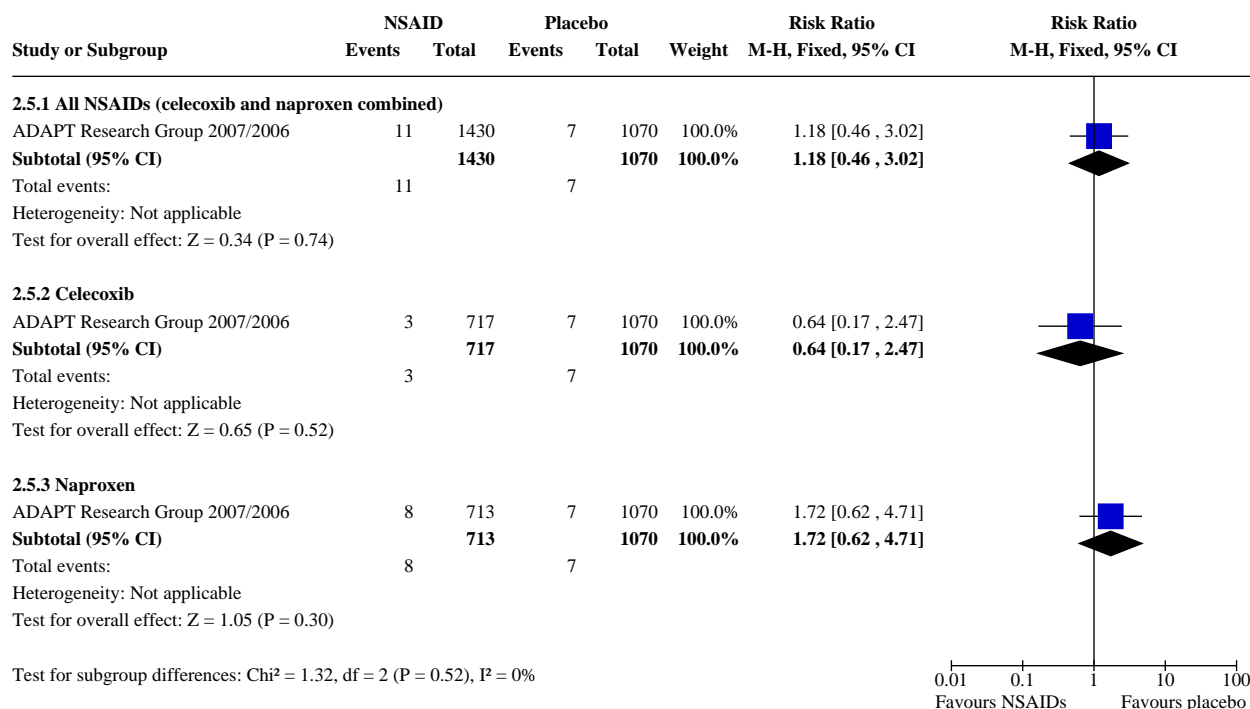 NSAID Placebo Risk Ratio Risk Ratio
Study or Subgroup Events Total Events Total Weight M-H, Fixed, 95% CI M-H, Fixed, 95% CI
2.5.1 All NSAIDs (celecoxib and naproxen combined)
ADAPT Research Group 2007/2006 11 1430 7 1070 100.0% 1.18 [0.46 , 3.02]
Subtotal (95% CI) 1430 1070 100.0% 1.18 [0.46 , 3.02]
Total events: 11 7
Heterogeneity: Not applicable
Test for overall effect: Z = 0.34 (P = 0.74)
2.5.2 Celecoxib
ADAPT Research Group 2007/2006 3 717 7 1070 100.0% 0.64 [0.17 , 2.47]
Subtotal (95% CI) 717 1070 100.0% 0.64 [0.17 , 2.47]
Total events: 3 7
Heterogeneity: Not applicable
Test for overall effect: Z = 0.65 (P = 0.52)
2.5.3 Naproxen
ADAPT Research Group 2007/2006 8 713 7 1070 100.0% 1.72 [0.62 , 4.71]
Subtotal (95% CI) 713 1070 100.0% 1.72 [0.62 , 4.71]
Total events: 8 7
Heterogeneity: Not applicable
Test for overall effect: Z = 1.05 (P = 0.30)
Test for subgroup differences: Chi² = 1.32, df = 2 (P = 0.52), I² = 0%
0.01 0.1 1 10 100
Favours NSAIDs Favours placebo